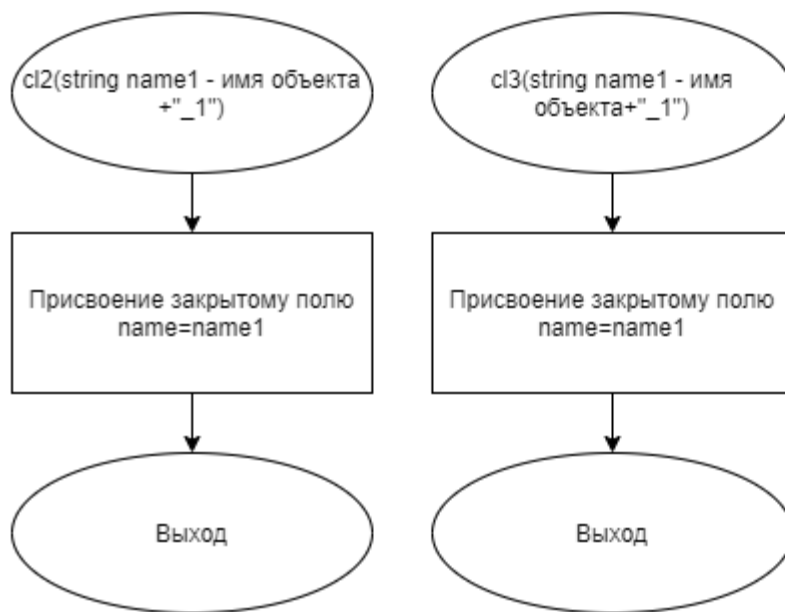 cl2(string name1 - имя объекта
+"_1")
Присвоение закрытому полю
name=name1
Выход
cl3(string name1 - имя
объекта+"_1")
Присвоение закрытому полю
name=name1
Выход